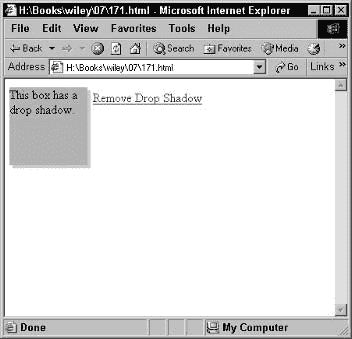 H:\Books\wiley\07\171.html - Microsoft Internet Explorer
File Edit View Favorites Tools Help
Back Search Favorites Media
Address H:\Books\wiley\07\171.html Go Links »
This box has a
drop shadow.
Remove Drop Shadow
Done My Computer